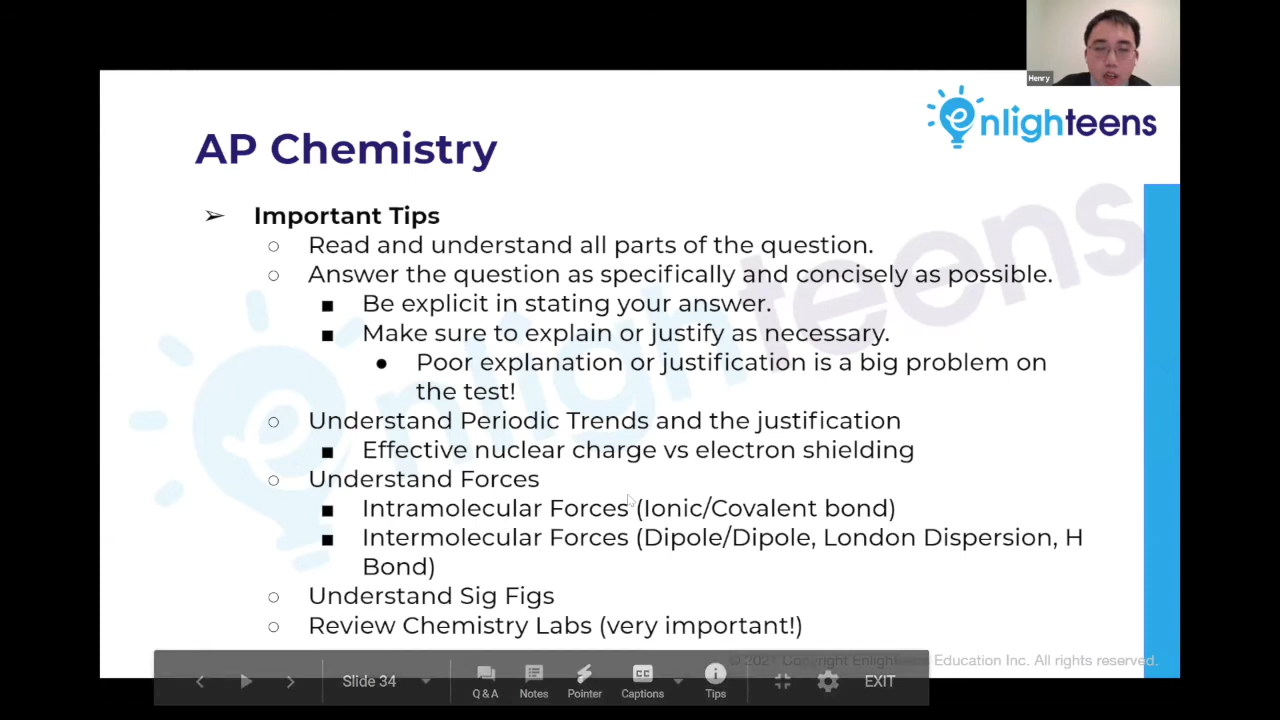 Henry
enlighteens
AP Chemistry
➢ Important Tips
○ Read and understand all parts of the question.
○ Answer the question as specifically and concisely as possible.
■ Be explicit in stating your answer.
■ Make sure to explain or justify as necessary.
● Poor explanation or justification is a big problem on
the test!
○ Understand Periodic Trends and the justification
■ Effective nuclear charge vs electron shielding
○ Understand Forces
■ Intramolecular Forces (Ionic/Covalent bond)
■ Intermolecular Forces (Dipole/Dipole, London Dispersion, H
Bond)
○ Understand Sig Figs
○ Review Chemistry Labs (very important!)
enlighteens
© 2021 Copyright Enlighteens Education Inc. All rights reserved.
Slide 34
Q & A
Notes
Pointer
CC
Captions
Tips
EXIT